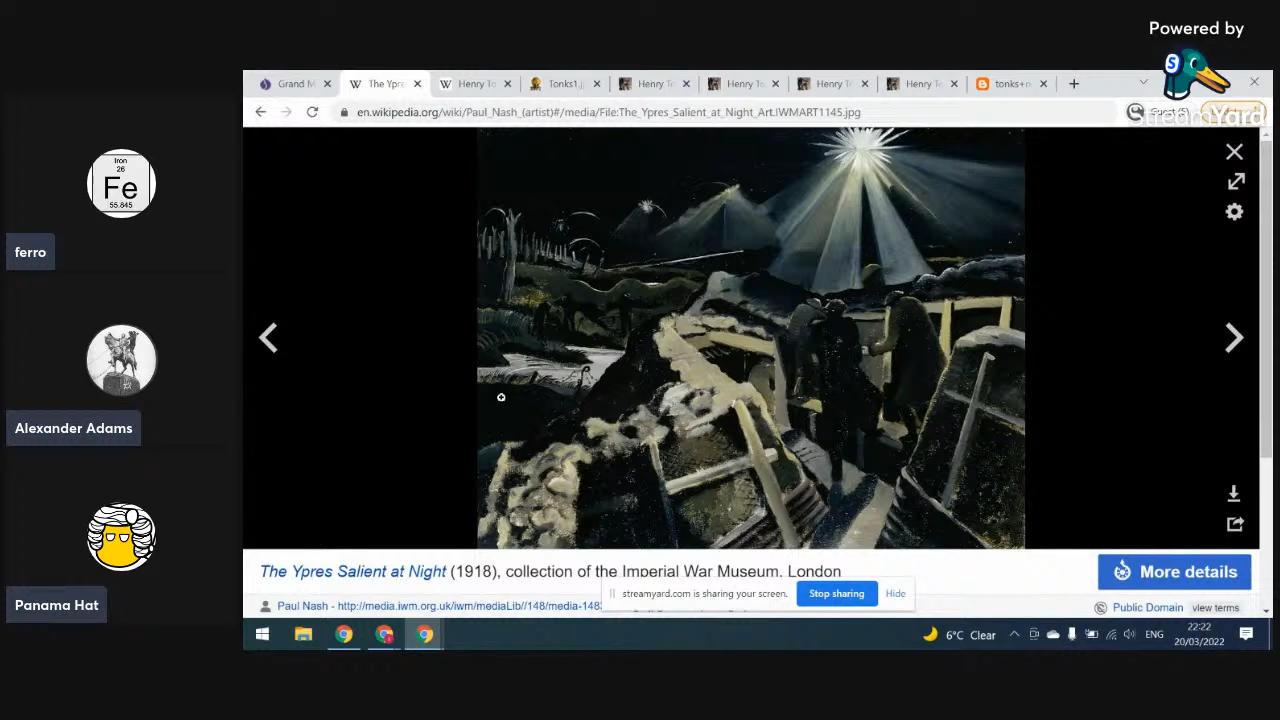 Powered by
StreamYard
Grand M
The Ypre
Henry To
Tonks1.j
Henry Te
Henry To
Henry T
Henry To
tonks+n
en.wikipedia.org/wiki/Paul_Nash_(artist)#/media/File:The_Ypres_Salient_at_Night_Art.IWMART1145.jpg
Iron
26
Fe
55.845
ferro
Alexander Adams
Panama Hat
The Ypres Salient at Night (1918), collection of the Imperial War Museum, London
More details
streamyard.com is sharing your screen.
Stop sharing
Hide
Paul Nash - http://media.iwm.org.uk/iwm/mediaLib//148/media-148
Public Domain
view terms
6°C Clear
ENG
22:22
20/03/2022